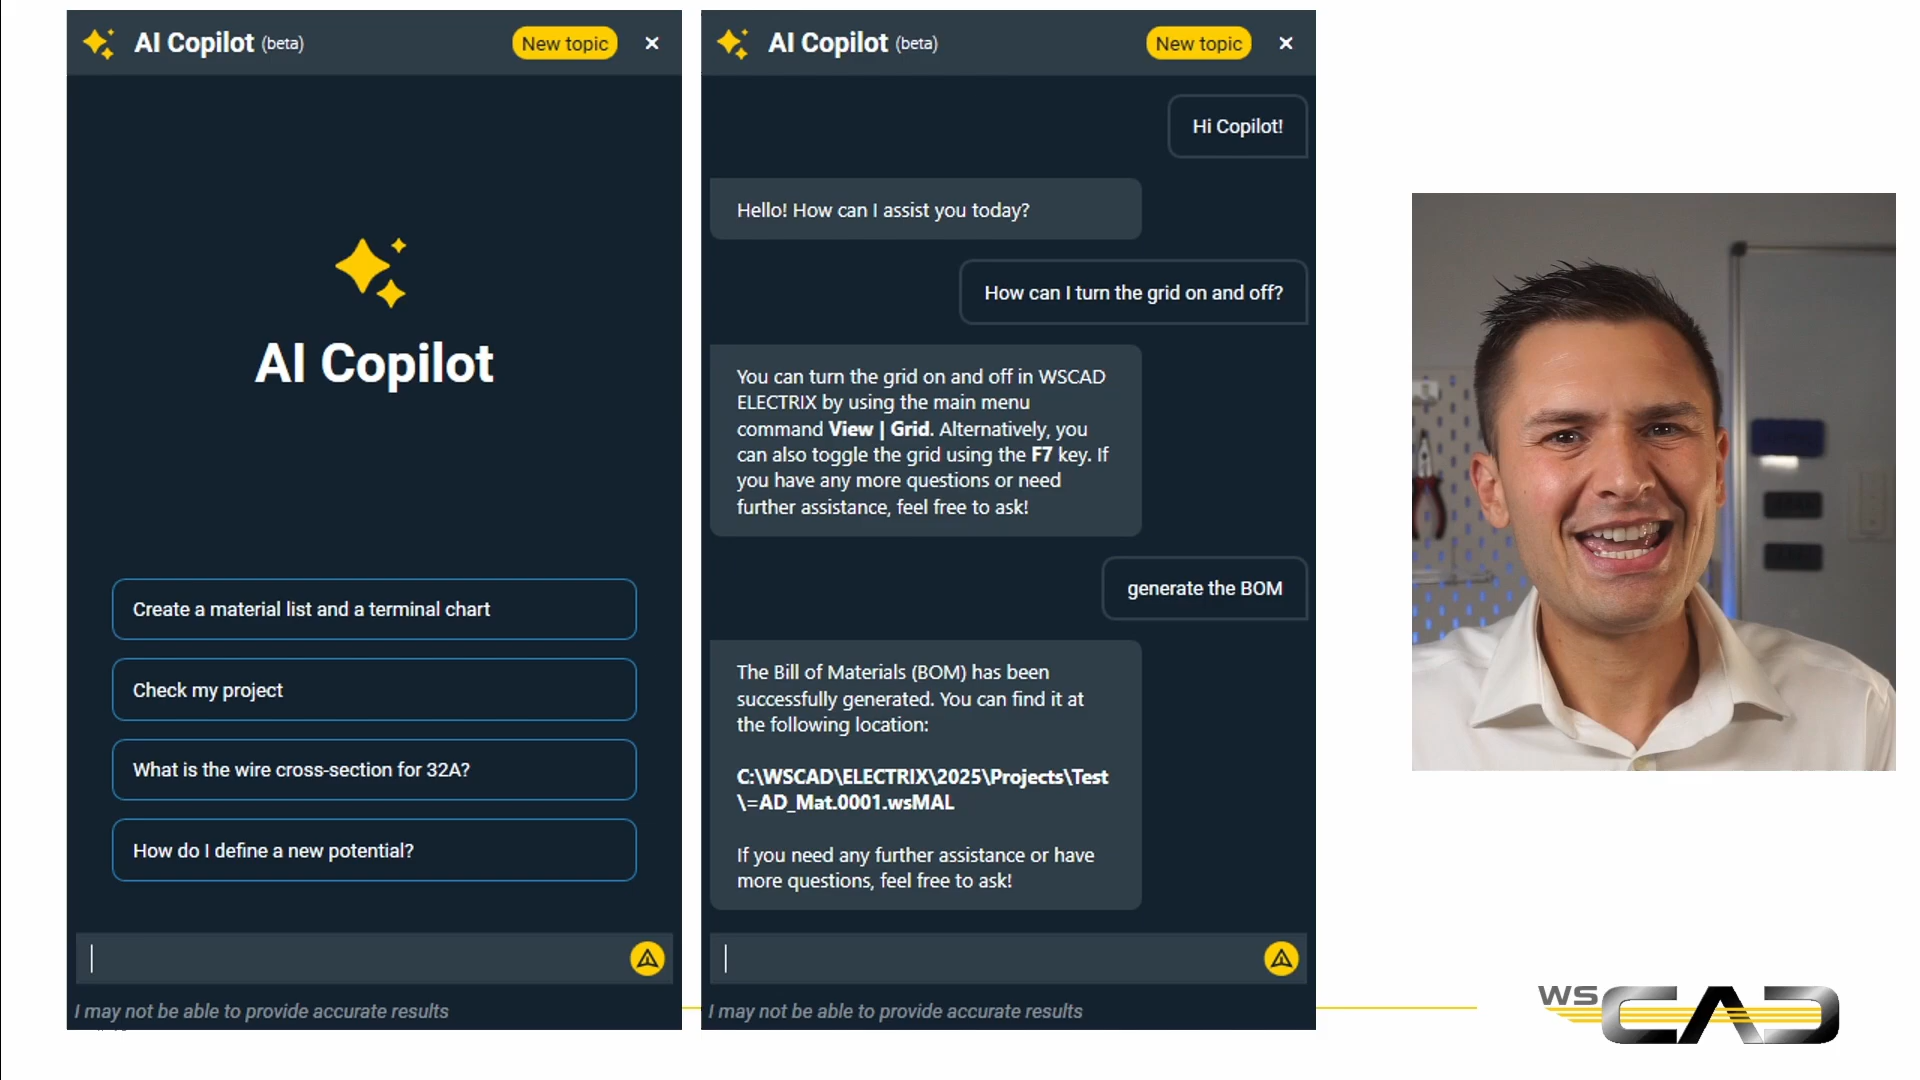 AI Copilot (beta)
New topic
AI Copilot
Create a material list and a terminal chart
Check my project
What is the wire cross-section for 32A?
How do I define a new potential?
I may not be able to provide accurate results
AI Copilot (beta)
New topic
Hi Copilot!
Hello! How can I assist you today?
How can I turn the grid on and off?
You can turn the grid on and off in WSCAD
ELECTRIX by using the main menu
command View | Grid. Alternatively, you
can also toggle the grid using the F7 key. If
you have any more questions or need
further assistance, feel free to ask!
generate the BOM
The Bill of Materials (BOM) has been
successfully generated. You can find it at
the following location:
C:\WSCAD\ELECTRIX\2025\Projects\Test
\=AD_Mat.0001.wsMAL
If you need any further assistance or have
more questions, feel free to ask!
I may not be able to provide accurate results
WS CAD